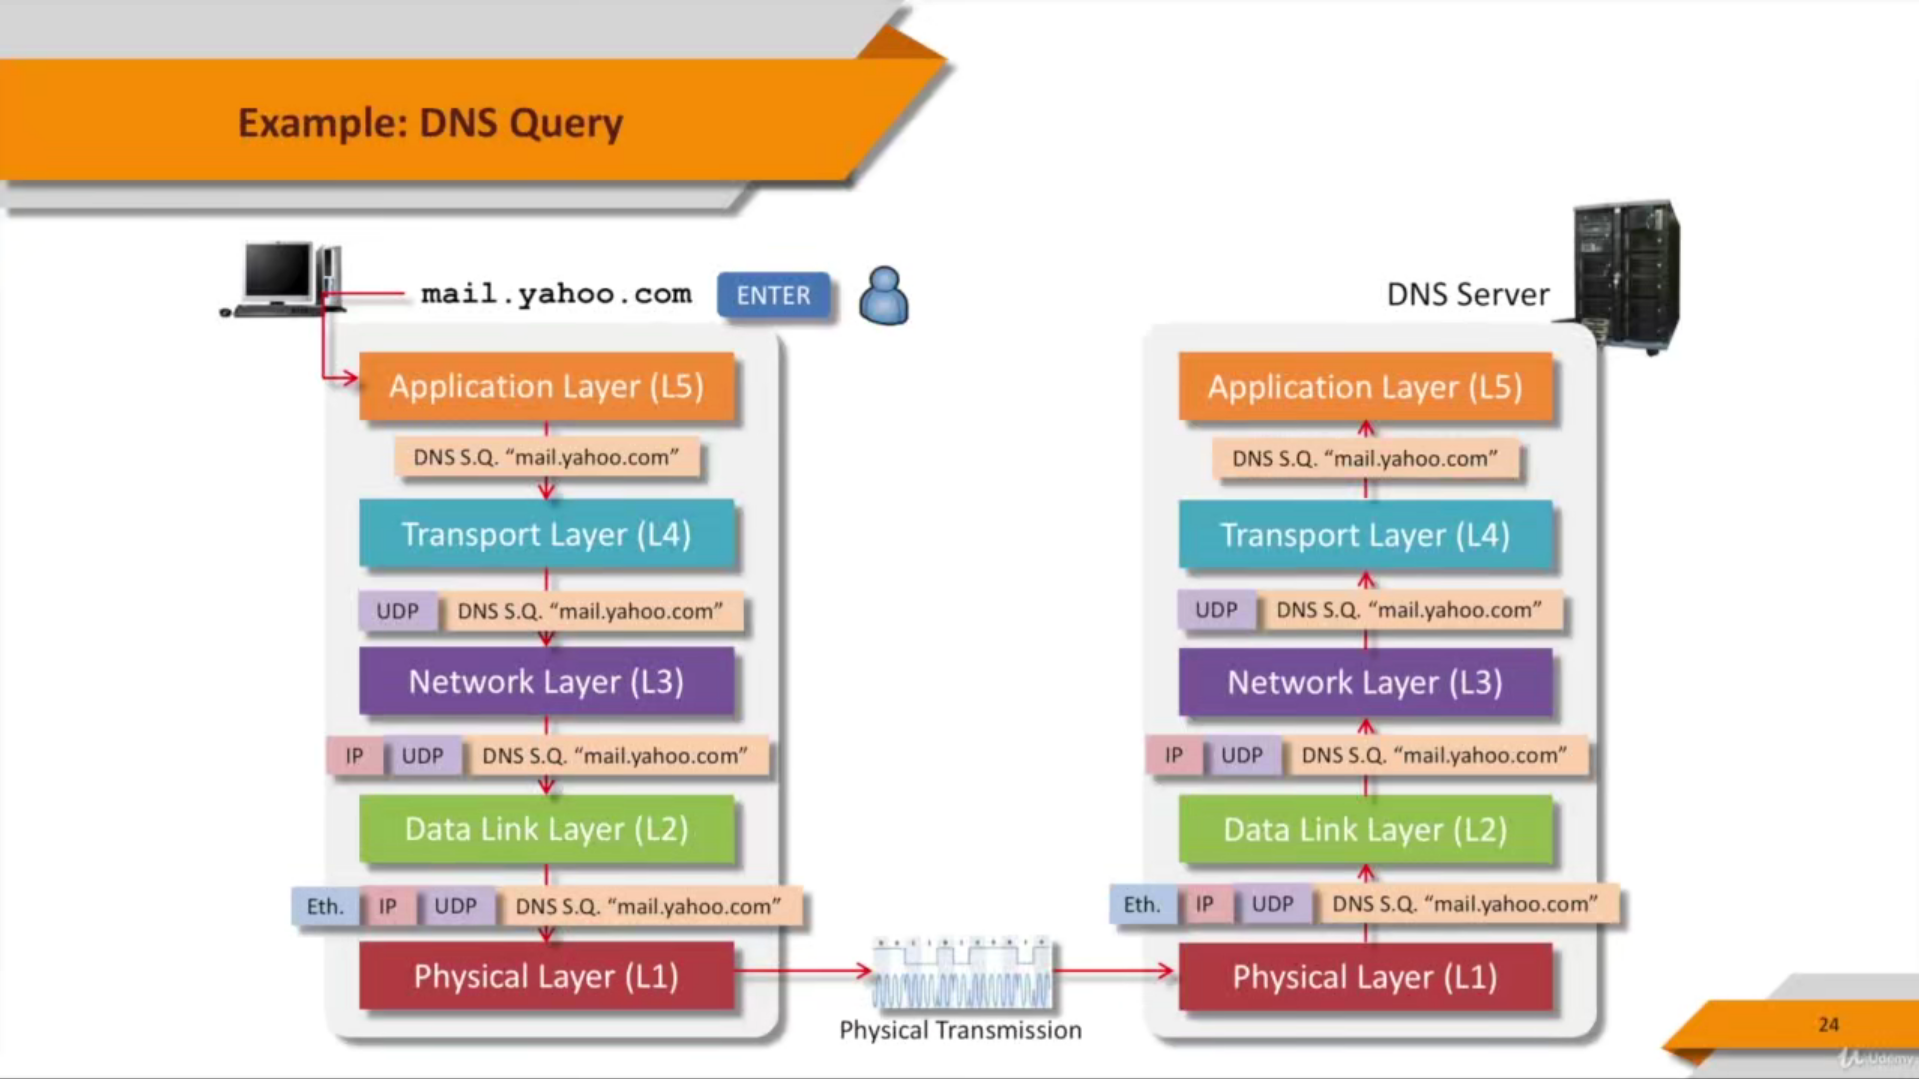 Example: DNS Query
mail.yahoo.com
ENTER
DNS Server
Application Layer (L5)
DNS S.Q. “mail.yahoo.com”
Transport Layer (L4)
UDP DNS S.Q. “mail.yahoo.com”
Network Layer (L3)
IP UDP DNS S.Q. “mail.yahoo.com”
Data Link Layer (L2)
Eth. IP UDP DNS S.Q. “mail.yahoo.com”
Physical Layer (L1)
Physical Transmission
Application Layer (L5)
DNS S.Q. “mail.yahoo.com”
Transport Layer (L4)
UDP DNS S.Q. “mail.yahoo.com”
Network Layer (L3)
IP UDP DNS S.Q. “mail.yahoo.com”
Data Link Layer (L2)
Eth. IP UDP DNS S.Q. “mail.yahoo.com”
Physical Layer (L1)
24
Udemy